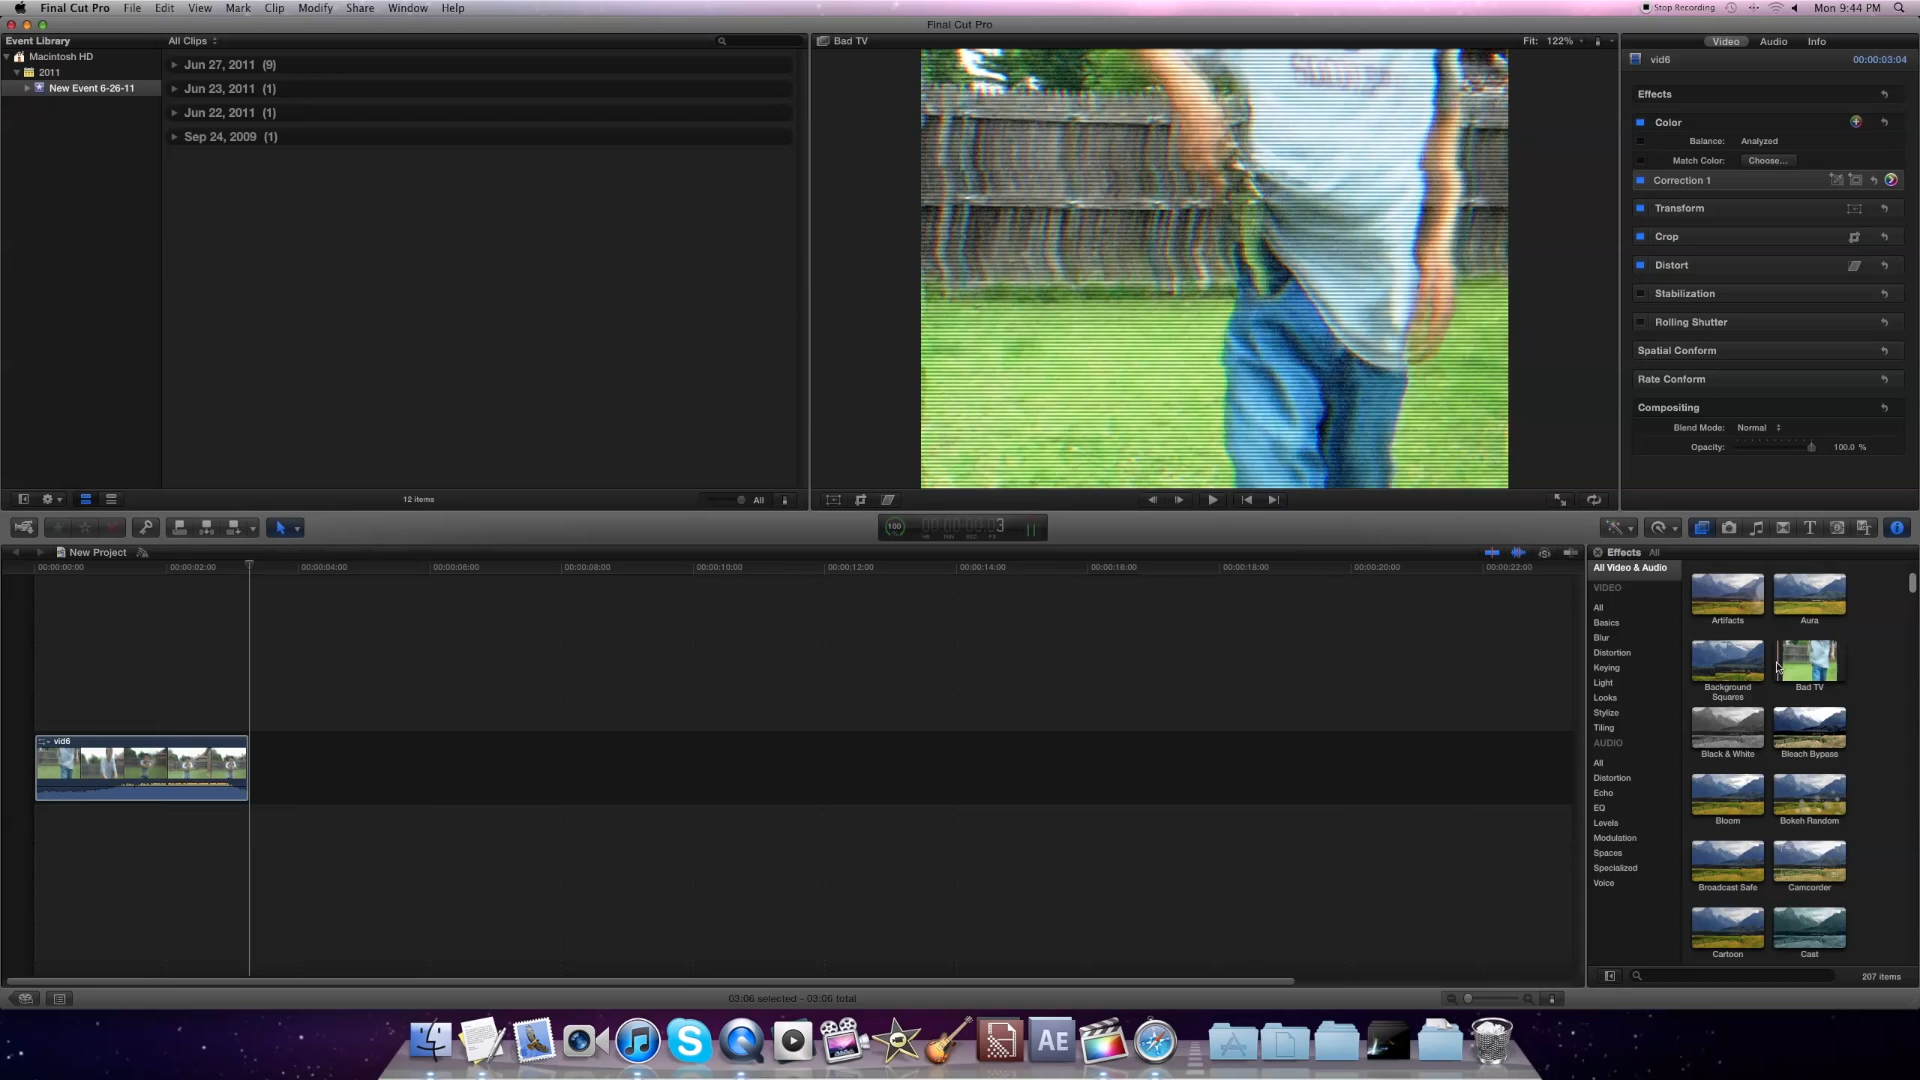 Final Cut Pro File Edit View Mark Clip Modify Share Window Help
Stop Recording Mon 9:44 PM
Final Cut Pro
Event Library
All Clips
Macintosh HD
2011
New Event 6-26-11
Jun 27, 2011 (9)
Jun 23, 2011 (1)
Jun 22, 2011 (1)
Sep 24, 2009 (1)
12 items
All
Bad TV
Fit: 122%
Video Audio Info
vid6 00:00:03:04
Effects
Color
Balance: Analyzed
Match Color: Choose...
Correction 1
Transform
Crop
Distort
Stabilization
Rolling Shutter
Spatial Conform
Rate Conform
Compositing
Blend Mode: Normal
Opacity: 100.0 %
100
3
HR MIN SEC FR
New Project
00:00:00:00 00:00:02:00 00:00:04:00 00:00:06:00 00:00:08:00 00:00:10:00 00:00:12:00 00:00:14:00 00:00:16:00 00:00:18:00 00:00:20:00 00:00:22:00
vid6
03:06 selected - 03:06 total
Effects All
All Video & Audio
VIDEO
All
Basics
Blur
Distortion
Keying
Light
Looks
Stylize
Tiling
AUDIO
All
Distortion
Echo
EQ
Levels
Modulation
Spaces
Specialized
Voice
Artifacts Aura
Background
Squares
Bad TV
Black & White Bleach Bypass
Bloom Bokeh Random
Broadcast Safe Camcorder
Cartoon Cast
207 items
AE